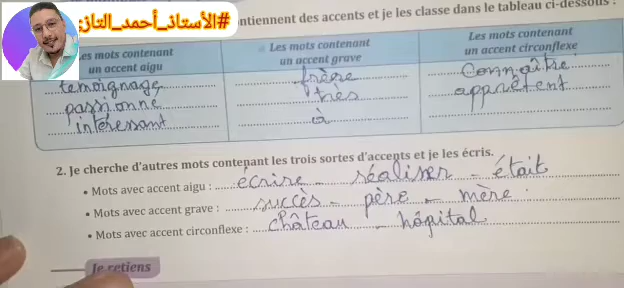 #الأستاذ_أحمد_التازي
ntiennent des accents et je les classe dans le tableau ci-dessous :
Les mots contenant un accent aigu
Les mots contenant un accent grave
Les mots contenant un accent circonflexe
temoignage
frère
connaître
passionné
très
apprêtent
intéressant
à
2. Je cherche d'autres mots contenant les trois sortes d'accents et je les écris.
• Mots avec accent aigu : écrire - réaliser - était
• Mots avec accent grave : succès - père - mère
• Mots avec accent circonflexe : château - hôpital
Je retiens